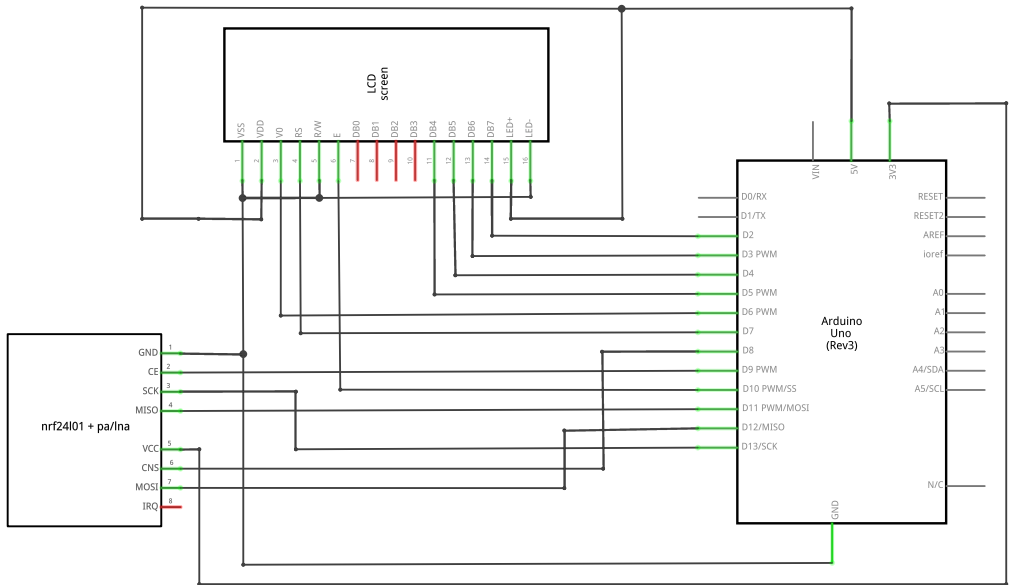 LCD
screen
VSS
VDD
V0
RS
R/W
E
DB0
DB1
DB2
DB3
DB4
DB5
DB6
DB7
LED+
LED-
1
2
3
4
5
6
7
8
9
10
11
12
13
14
15
16
VIN
5V
3V3
D0/RX
D1/TX
D2
D3 PWM
D4
D5 PWM
D6 PWM
D7
D8
D9 PWM
D10 PWM/SS
D11 PWM/MOSI
D12/MISO
D13/SCK
Arduino
Uno
(Rev3)
RESET
RESET2
AREF
ioref
A0
A1
A2
A3
A4/SDA
A5/SCL
N/C
GND
nrf24l01 + pa/lna
GND 1
CE 2
SCK 3
MISO 4
VCC 5
CNS 6
MOSI 7
IRQ 8